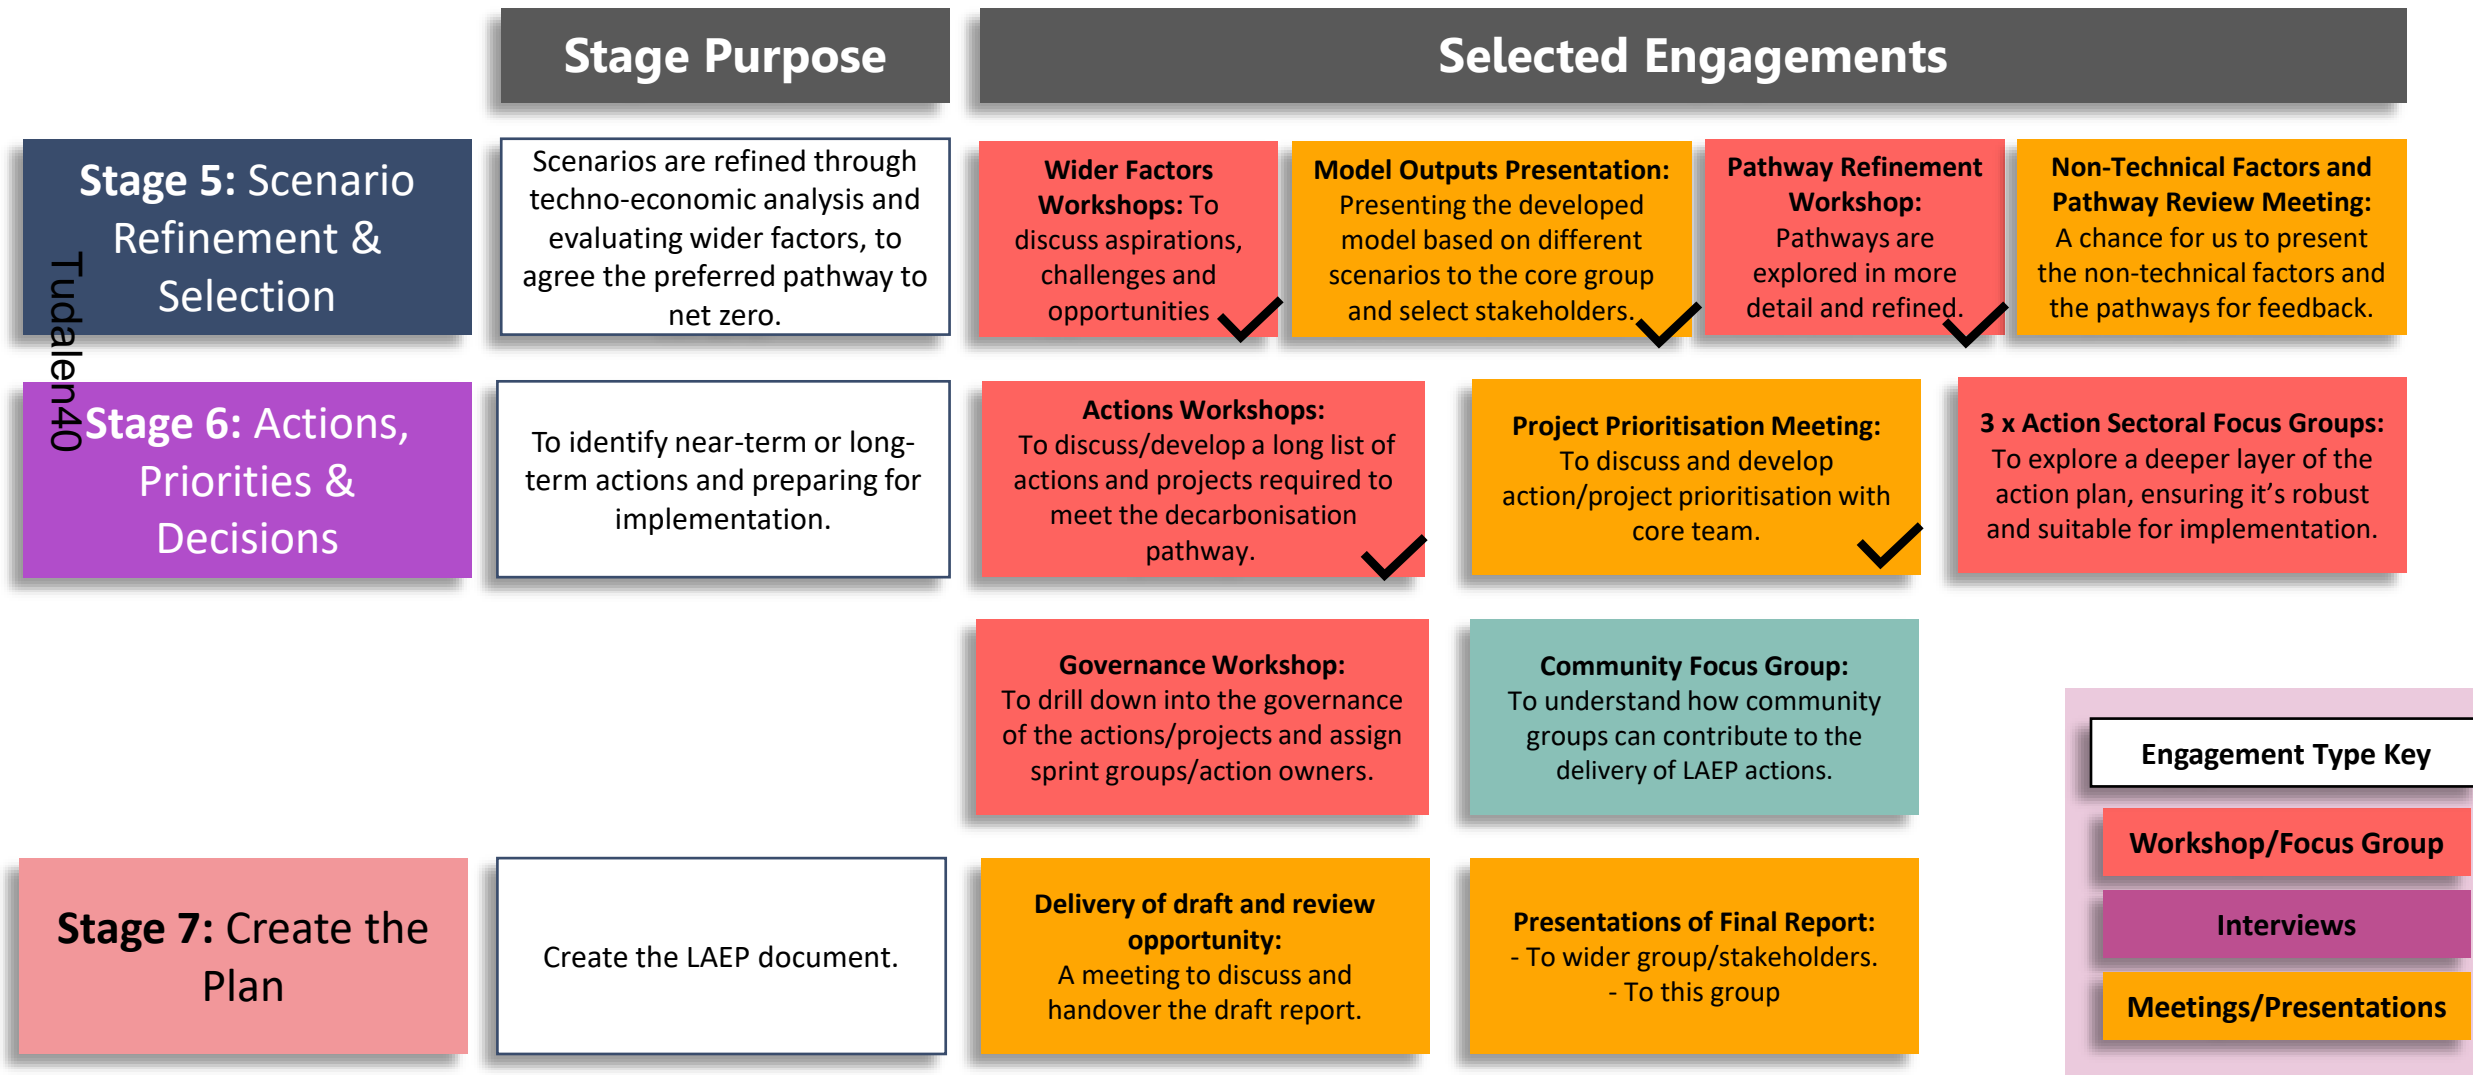 Stage Purpose
Selected Engagements
Stage 5: Scenario
Refinement &
Selection
Scenarios are refined through
techno-economic analysis and
evaluating wider factors, to
agree the preferred pathway to
net zero.
Wider Factors
Workshops: To
discuss aspirations,
challenges and
opportunities
Model Outputs Presentation:
Presenting the developed
model based on different
scenarios to the core group
and select stakeholders.
Pathway Refinement
Workshop:
Pathways are
explored in more
detail and refined.
Non-Technical Factors and
Pathway Review Meeting:
A chance for us to present
the non-technical factors and
the pathways for feedback.
Tudalen40
Stage 6: Actions,
Priorities &
Decisions
To identify near-term or long-
term actions and preparing for
implementation.
Actions Workshops:
To discuss/develop a long list of
actions and projects required to
meet the decarbonisation
pathway.
Project Prioritisation Meeting:
To discuss and develop
action/project prioritisation with
core team.
3 x Action Sectoral Focus Groups:
To explore a deeper layer of the
action plan, ensuring it’s robust
and suitable for implementation.
Governance Workshop:
To drill down into the governance
of the actions/projects and assign
sprint groups/action owners.
Community Focus Group:
To understand how community
groups can contribute to the
delivery of LAEP actions.
Stage 7: Create the
Plan
Create the LAEP document.
Delivery of draft and review
opportunity:
A meeting to discuss and
handover the draft report.
Presentations of Final Report:
- To wider group/stakeholders.
- To this group
Engagement Type Key
Workshop/Focus Group
Interviews
Meetings/Presentations